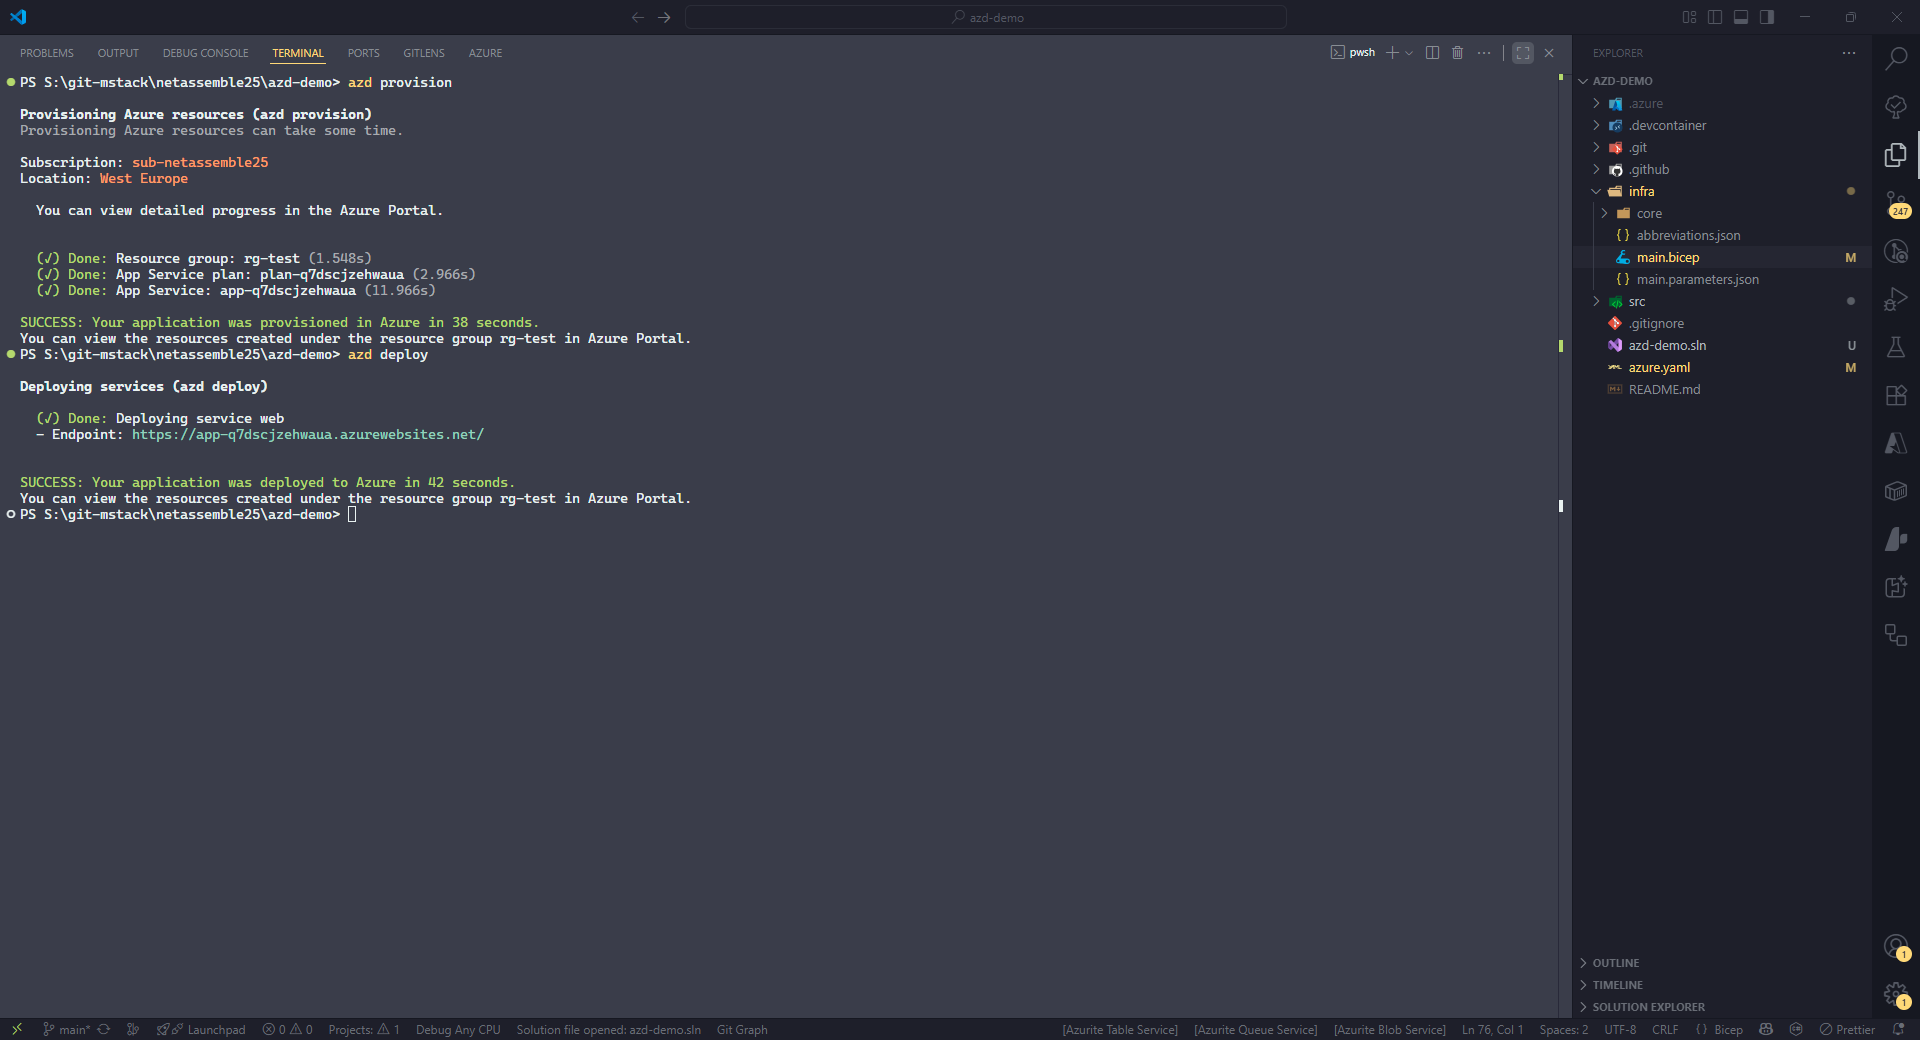 azd-demo
PROBLEMS OUTPUT DEBUG CONSOLE TERMINAL PORTS GITLENS AZURE
pwsh
PS S:\git-mstack\netassemble25\azd-demo> azd provision
Provisioning Azure resources (azd provision)
Provisioning Azure resources can take some time.
Subscription: sub-netassemble25
Location: West Europe
You can view detailed progress in the Azure Portal.
(✓) Done: Resource group: rg-test (1.548s)
(✓) Done: App Service plan: plan-q7dscjzehwaua (2.966s)
(✓) Done: App Service: app-q7dscjzehwaua (11.966s)
SUCCESS: Your application was provisioned in Azure in 38 seconds.
You can view the resources created under the resource group rg-test in Azure Portal.
PS S:\git-mstack\netassemble25\azd-demo> azd deploy
Deploying services (azd deploy)
(✓) Done: Deploying service web
- Endpoint: https://app-q7dscjzehwaua.azurewebsites.net/
SUCCESS: Your application was deployed to Azure in 42 seconds.
You can view the resources created under the resource group rg-test in Azure Portal.
PS S:\git-mstack\netassemble25\azd-demo>
EXPLORER
AZD-DEMO
.azure
.devcontainer
.git
.github
infra
core
abbreviations.json
main.bicep M
main.parameters.json
src
.gitignore
azd-demo.sln U
azure.yaml M
README.md
OUTLINE
TIMELINE
SOLUTION EXPLORER
247
1
1
main* Launchpad 0 0 Projects: 1 Debug Any CPU Solution file opened: azd-demo.sln Git Graph [Azurite Table Service] [Azurite Queue Service] [Azurite Blob Service] Ln 76, Col 1 Spaces: 2 UTF-8 CRLF {} Bicep Prettier